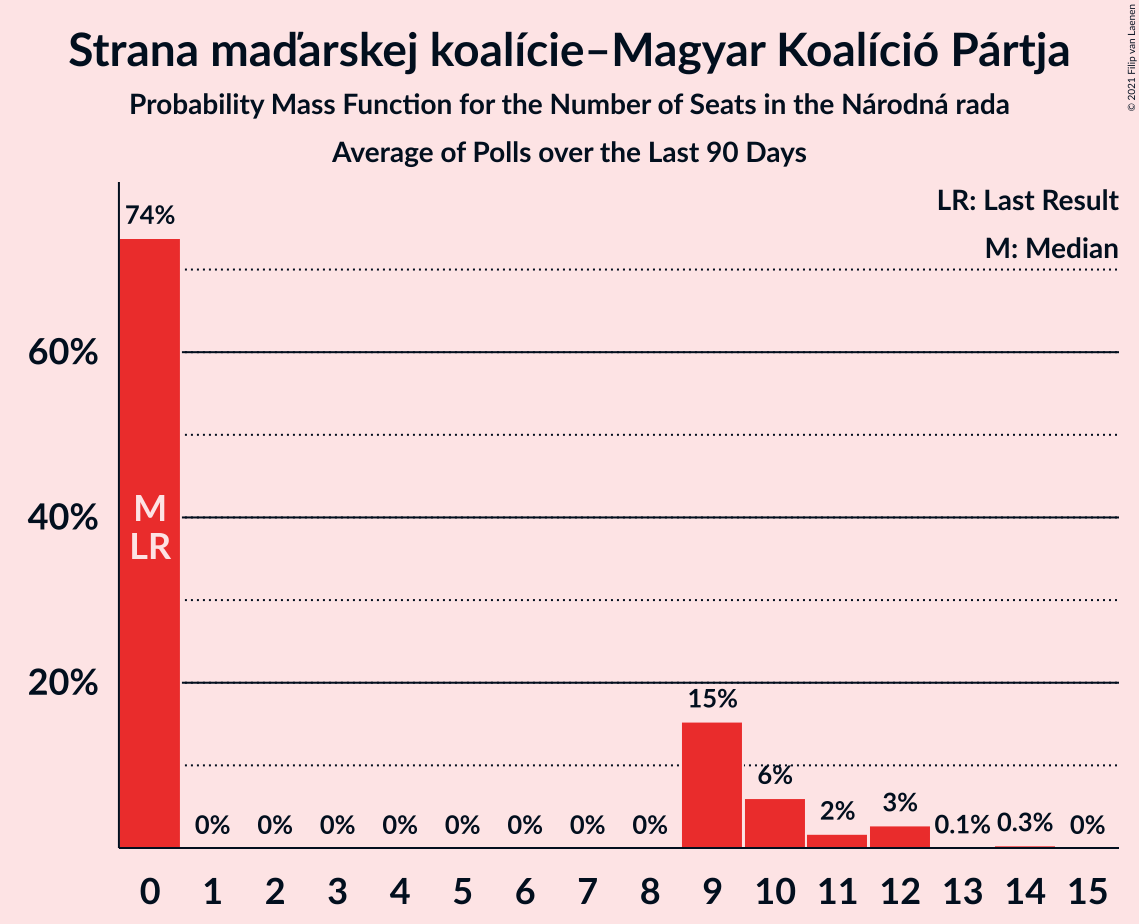 Strana maďarskej koalície–Magyar Koalíció Pártja
Probability Mass Function for the Number of Seats in the Národná rada
Average of Polls over the Last 90 Days
© 2021 Filip van Laenen
LR: Last Result
M: Median
74%
60%
40%
20%
M
LR
0% 0% 0% 0% 0% 0% 0% 0% 15% 6% 2% 3% 0.1% 0.3% 0%
0 1 2 3 4 5 6 7 8 9 10 11 12 13 14 15